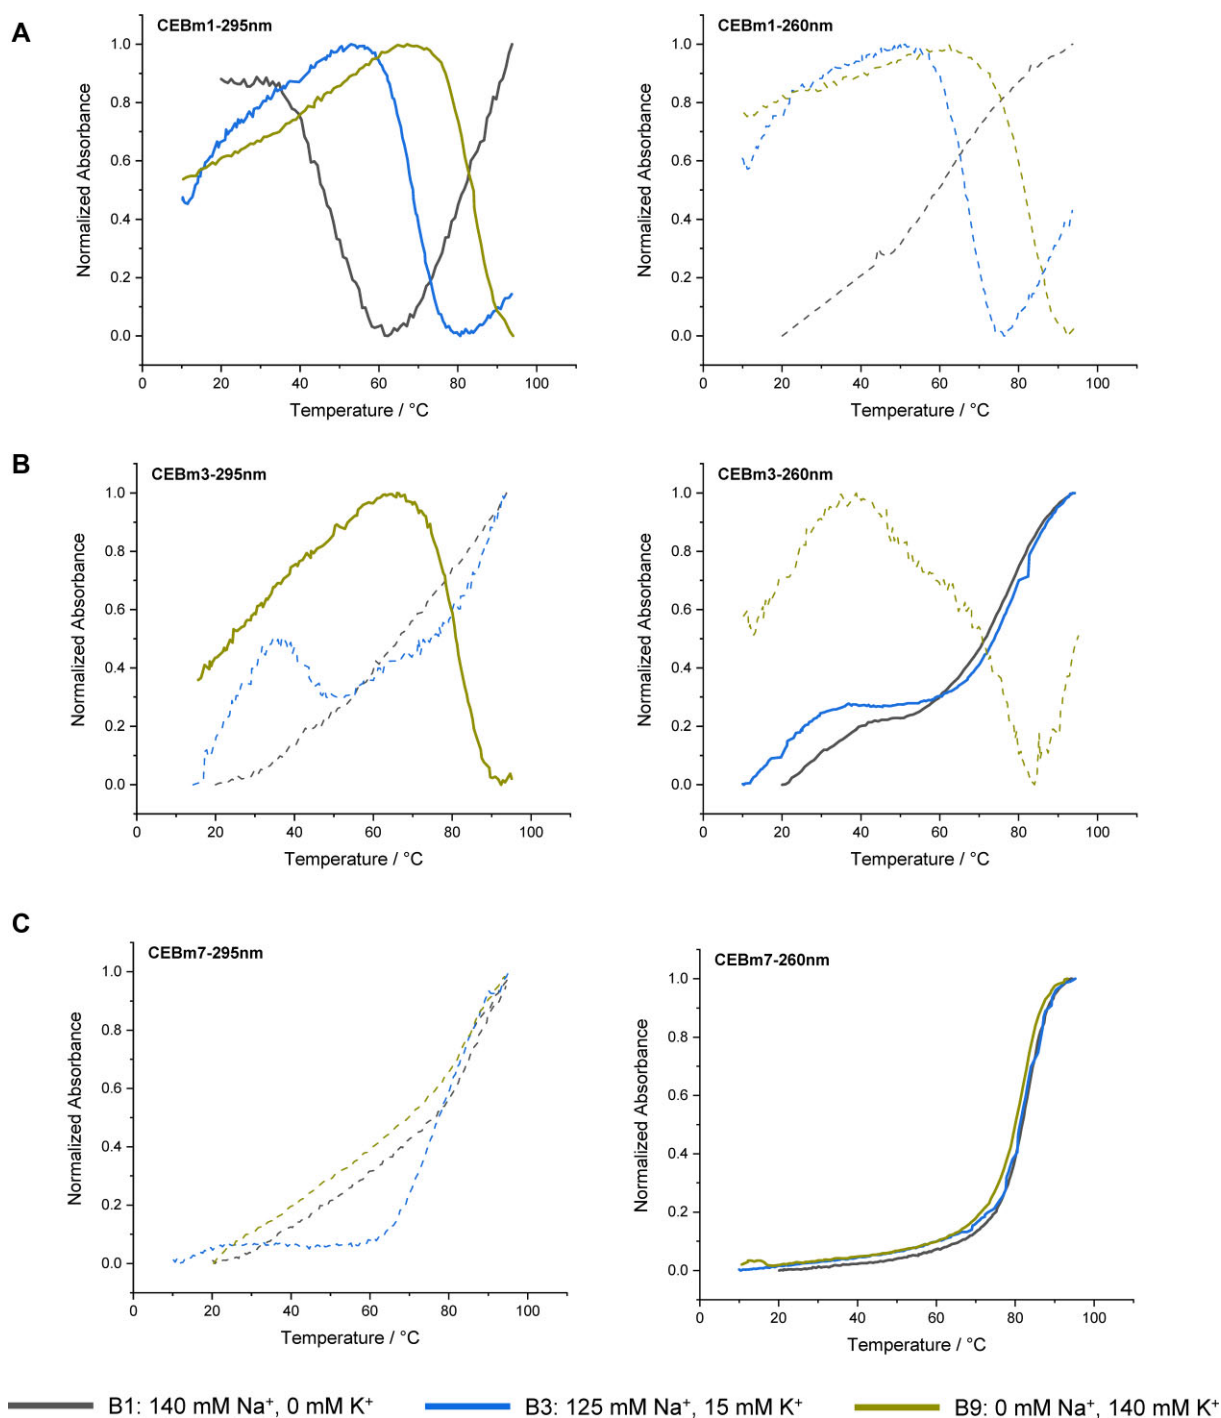 A
CEBm1-295nm
Normalized Absorbance
1.0
0.8
0.6
0.4
0.2
0.0
0 20 40 60 80 100
Temperature / °C
CEBm1-260nm
Normalized Absorbance
1.0
0.8
0.6
0.4
0.2
0.0
0 20 40 60 80 100
Temperature / °C
B
CEBm3-295nm
Normalized Absorbance
1.0
0.8
0.6
0.4
0.2
0.0
0 20 40 60 80 100
Temperature / °C
CEBm3-260nm
Normalized Absorbance
1.0
0.8
0.6
0.4
0.2
0.0
0 20 40 60 80 100
Temperature / °C
C
CEBm7-295nm
Normalized Absorbance
1.0
0.8
0.6
0.4
0.2
0.0
0 20 40 60 80 100
Temperature / °C
CEBm7-260nm
Normalized Absorbance
1.0
0.8
0.6
0.4
0.2
0.0
0 20 40 60 80 100
Temperature / °C
B1: 140 mM Na⁺, 0 mM K⁺
B3: 125 mM Na⁺, 15 mM K⁺
B9: 0 mM Na⁺, 140 mM K⁺